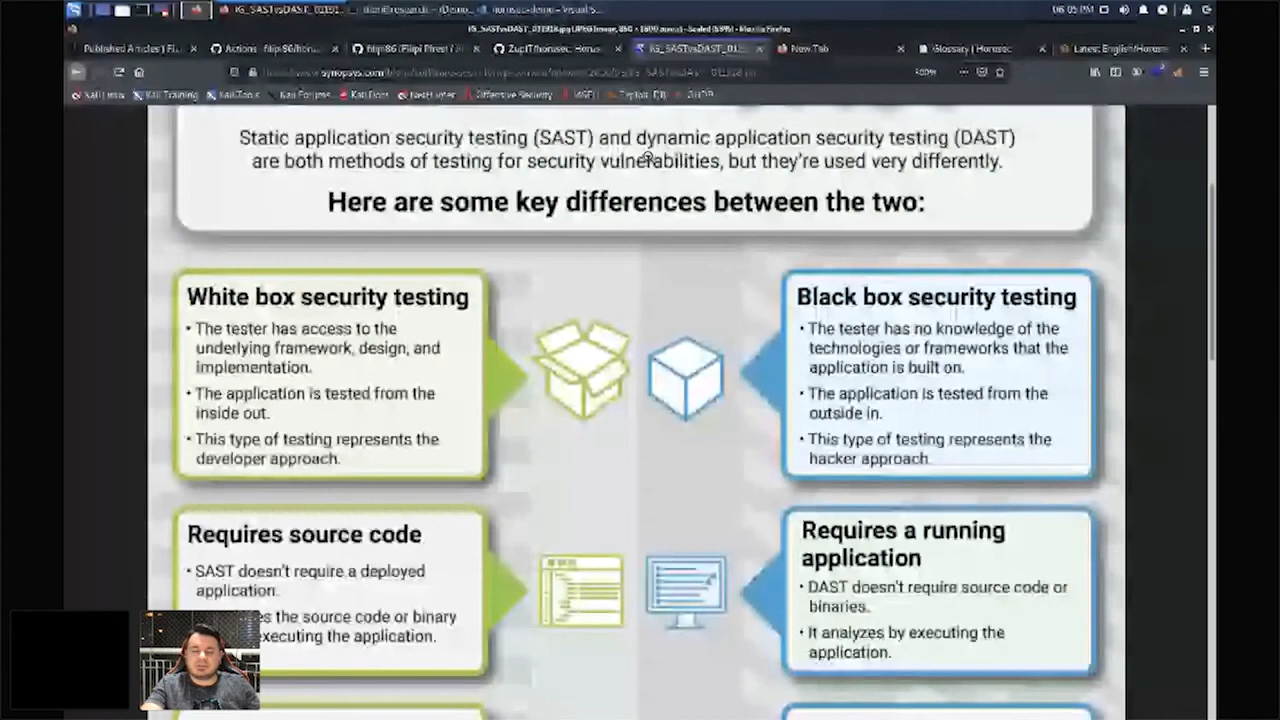 06:05 PM
Static application security testing (SAST) and dynamic application security testing (DAST)
are both methods of testing for security vulnerabilities, but they're used very differently.
Here are some key differences between the two:
White box security testing
• The tester has access to the
underlying framework, design, and
implementation.
• The application is tested from the
inside out.
• This type of testing represents the
developer approach.
Black box security testing
• The tester has no knowledge of the
technologies or frameworks that the
application is built on.
• The application is tested from the
outside in.
• This type of testing represents the
hacker approach.
Requires source code
• SAST doesn't require a deployed
application.
the source code or binary
executing the application.
Requires a running
application
• DAST doesn't require source code or
binaries.
• It analyzes by executing the
application.